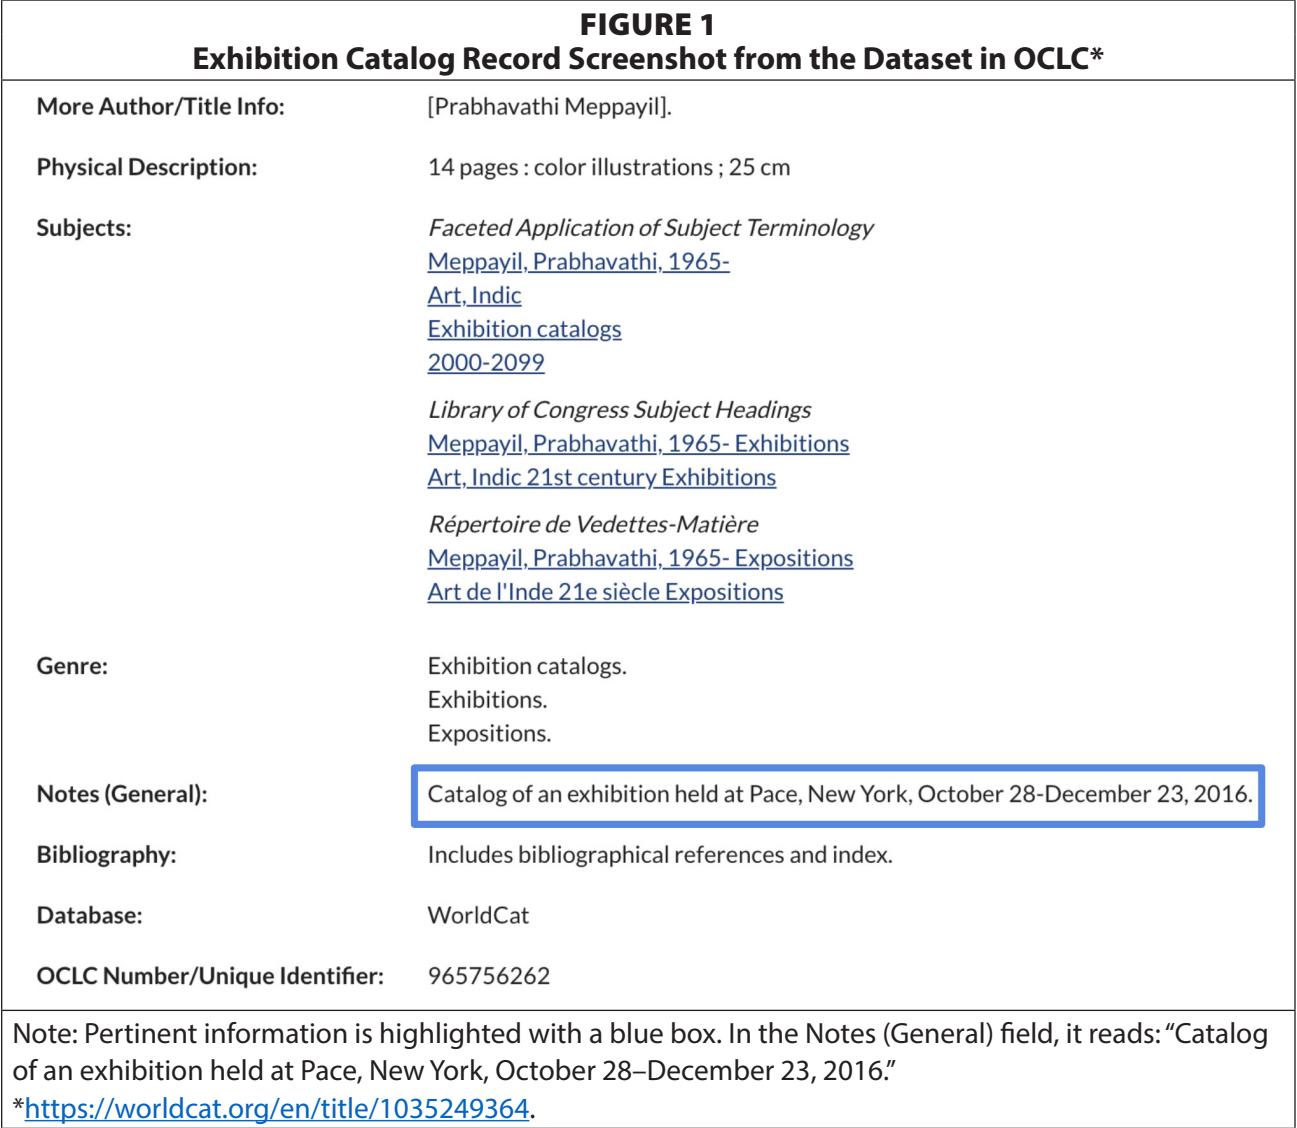 FIGURE 1
Exhibition Catalog Record Screenshot from the Dataset in OCLC*
More Author/Title Info: [Prabhavathi Meppayil].
Physical Description: 14 pages : color illustrations ; 25 cm
Subjects: Faceted Application of Subject Terminology
Meppayil, Prabhavathi, 1965-
Art, Indic
Exhibition catalogs
2000-2099
Library of Congress Subject Headings
Meppayil, Prabhavathi, 1965- Exhibitions
Art, Indic 21st century Exhibitions
Répertoire de Vedettes-Matière
Meppayil, Prabhavathi, 1965- Expositions
Art de l'Inde 21e siècle Expositions
Genre: Exhibition catalogs.
Exhibitions.
Expositions.
Notes (General): Catalog of an exhibition held at Pace, New York, October 28-December 23, 2016.
Bibliography: Includes bibliographical references and index.
Database: WorldCat
OCLC Number/Unique Identifier: 965756262
Note: Pertinent information is highlighted with a blue box. In the Notes (General) field, it reads: “Catalog
of an exhibition held at Pace, New York, October 28–December 23, 2016.”
*https://worldcat.org/en/title/1035249364.